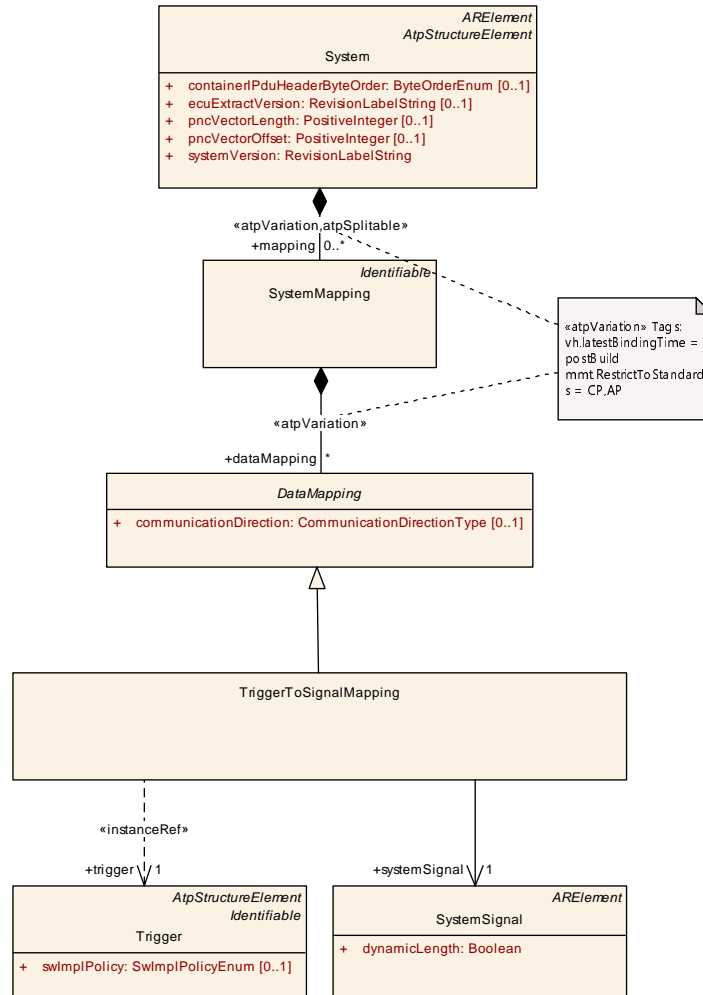 ARElement
AtpStructureElement
System
+ containerIPduHeaderByteOrder: ByteOrderEnum [0..1]
+ ecuExtractVersion: RevisionLabelString [0..1]
+ pncVectorLength: PositiveInteger [0..1]
+ pncVectorOffset: PositiveInteger [0..1]
+ systemVersion: RevisionLabelString
«atpVariation,atpSplitable»
+mapping 0..*
Identifiable
SystemMapping
«atpVariation» Tags:
vh.latestBindingTime =
postBuild
mmt.RestrictToStandard
s = CP,AP
«atpVariation»
+dataMapping *
DataMapping
+ communicationDirection: CommunicationDirectionType [0..1]
TriggerToSignalMapping
«instanceRef»
+trigger 1
+systemSignal 1
AtpStructureElement
Identifiable
Trigger
+ swImplPolicy: SwImplPolicyEnum [0..1]
ARElement
SystemSignal
+ dynamicLength: Boolean